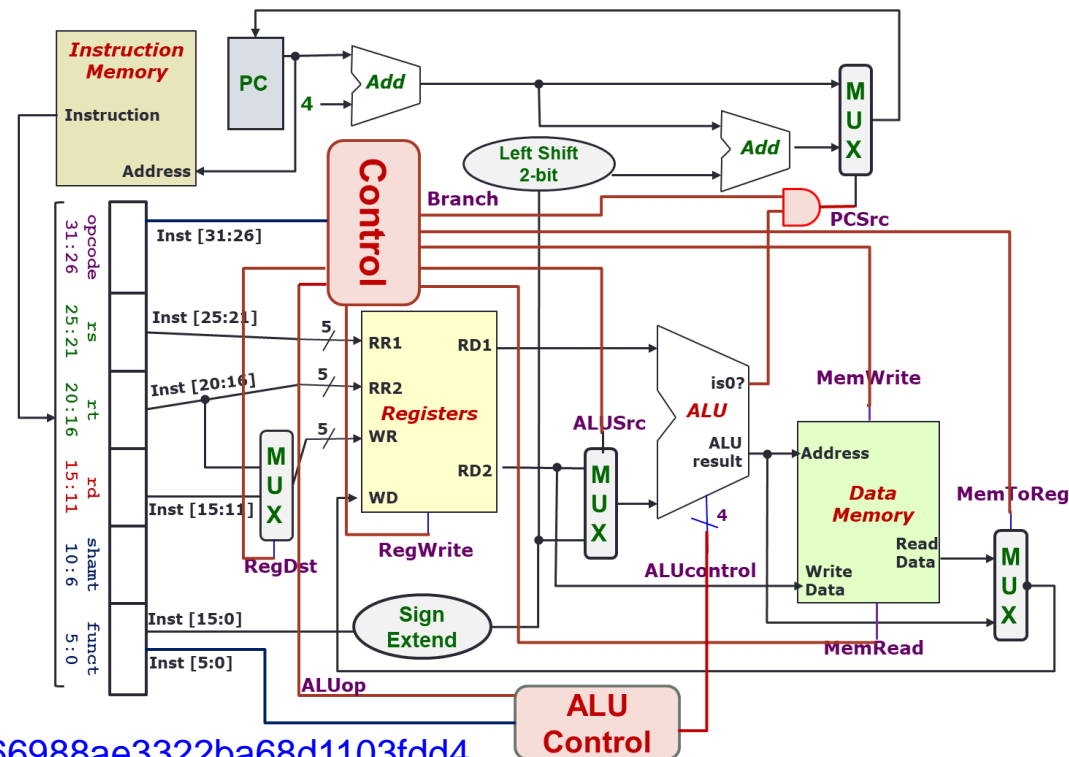 Instruction
Memory
Instruction
Address
PC
4
Add
Add
M
U
X
Left Shift
2-bit
Control
Branch
PCSrc
opcode
31:26
rs
25:21
rt
20:16
rd
15:11
shamt
10:6
funct
5:0
Inst [31:26]
Inst [25:21]
Inst [20:16]
Inst [15:11]
Inst [15:0]
Inst [5:0]
5
5
5
M
U
X
RegDst
RR1
RR2
WR
WD
RD1
RD2
Registers
RegWrite
Sign
Extend
ALUSrc
M
U
X
is0?
ALU
ALU
result
4
ALUcontrol
MemWrite
Address
Data
Memory
Read
Data
Write
Data
MemRead
MemToReg
M
U
X
ALUop
ALU
Control
66988ae3322ba68d1103fdd4